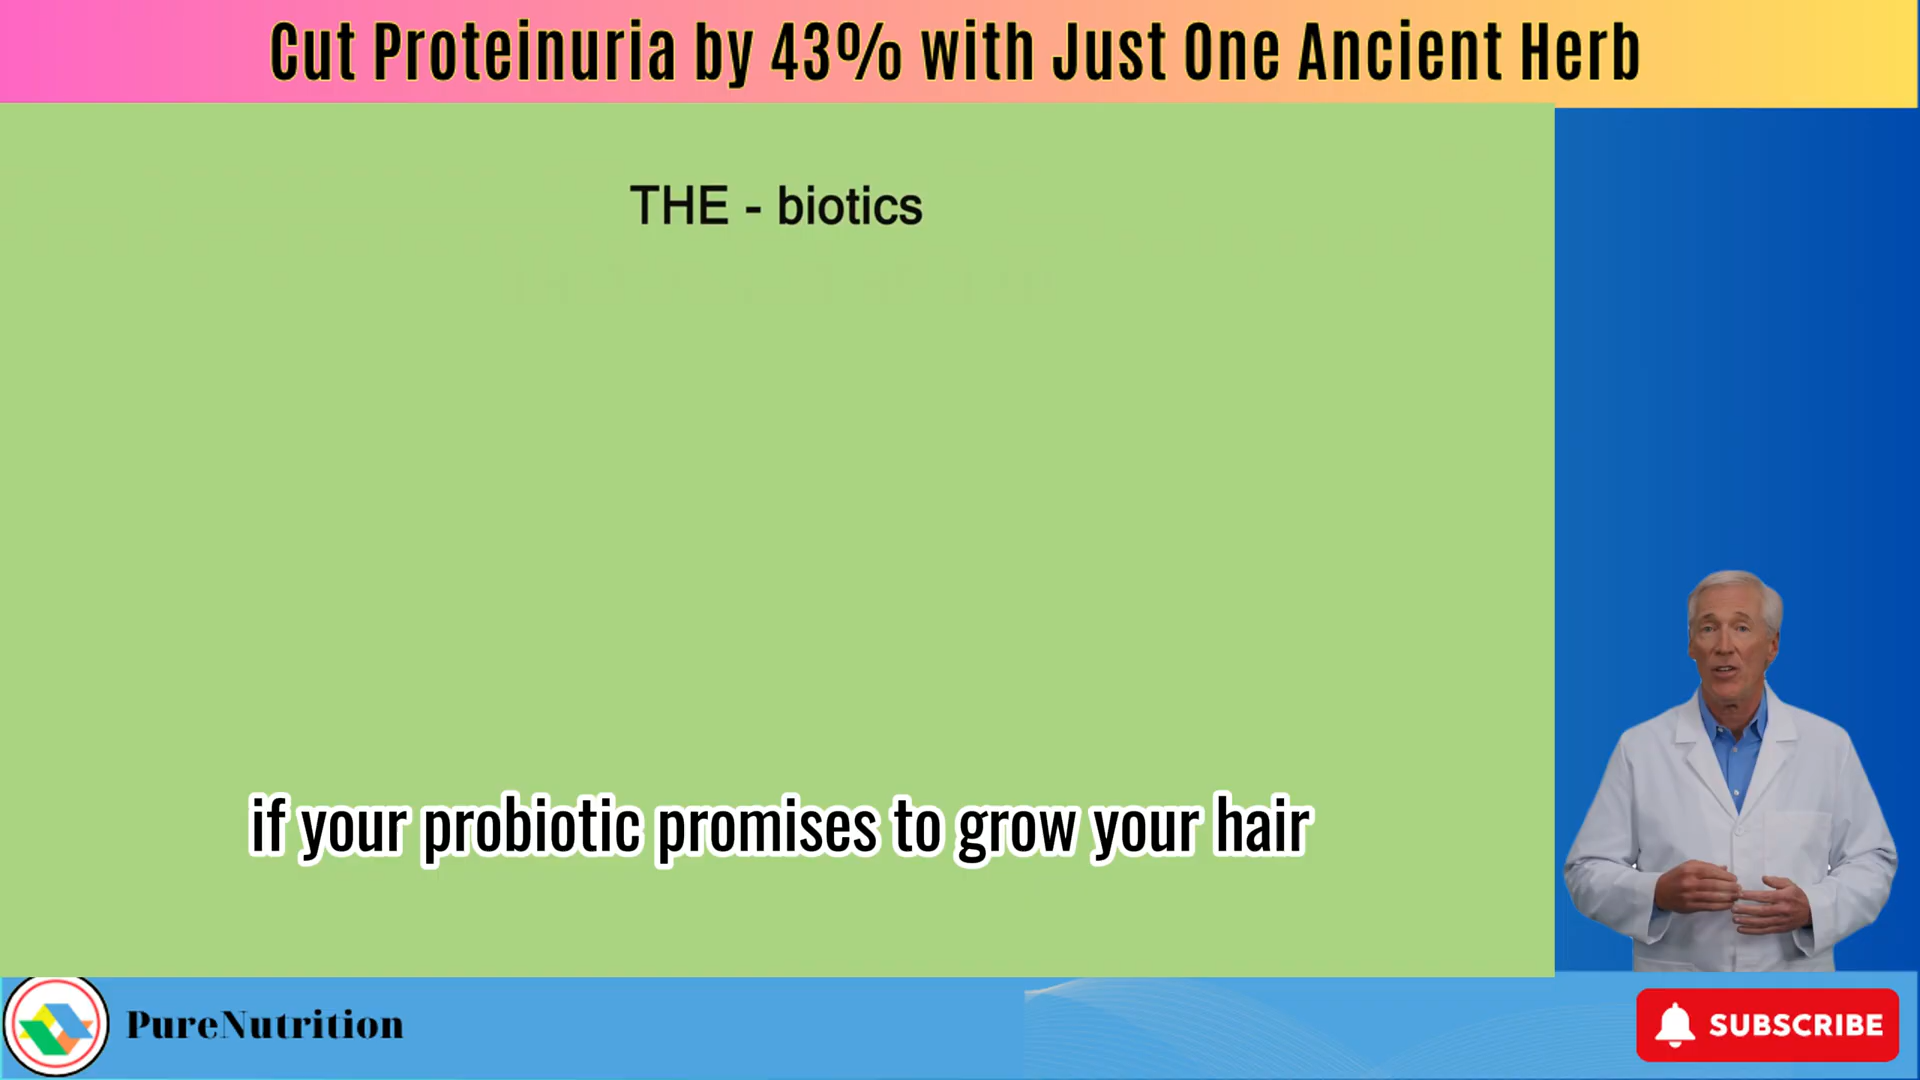 Cut Proteinuria by 43% with Just One Ancient Herb
THE - biotics
if your probiotic promises to grow your hair
PureNutrition
SUBSCRIBE